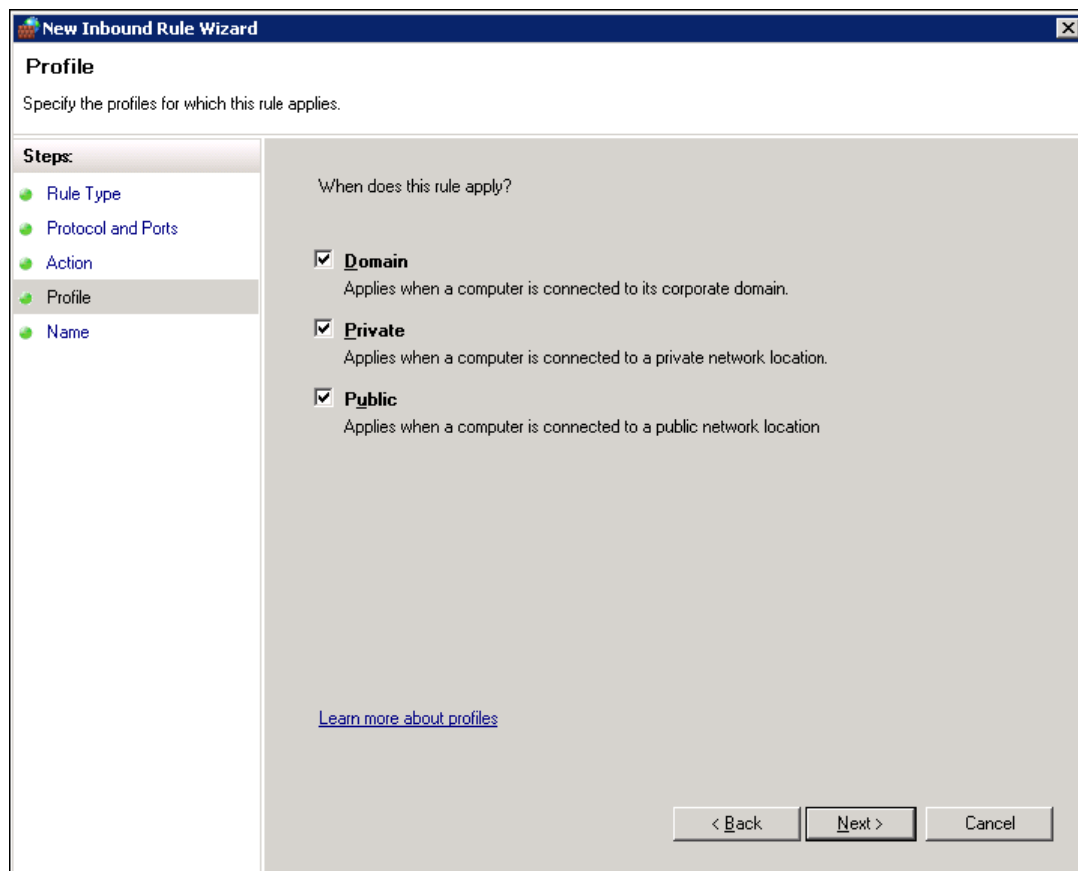 New Inbound Rule Wizard
Profile
Specify the profiles for which this rule applies.
Steps:
Rule Type
Protocol and Ports
Action
Profile
Name
When does this rule apply?
Domain
Applies when a computer is connected to its corporate domain.
Private
Applies when a computer is connected to a private network location.
Public
Applies when a computer is connected to a public network location
Learn more about profiles
< Back
Next >
Cancel